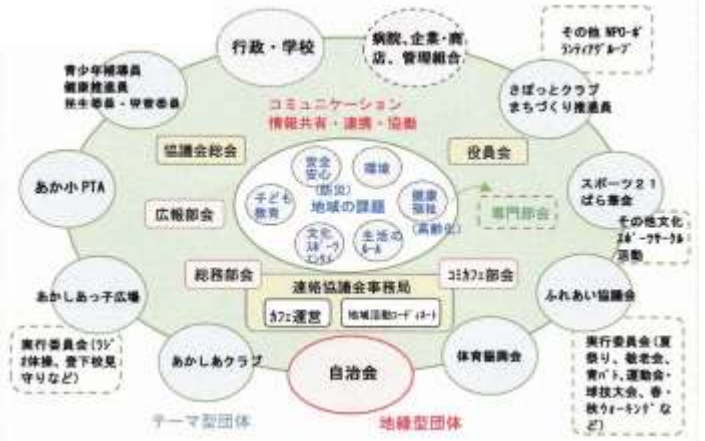 行政・学校
病院、企業・商
店、管理組合
その他 NPO・ボ
ランティアグループ
青少年補導員
健康推進員
民生委員・児童委員
さぽっとクラブ
まちづくり推進員
コミュニケーション
情報共有・連携・協働
協議会総会
役員会
安全
安心
(防災)
環境
あか小PTA
子ども
教育
地域の課題
健康
福祉
(高齢化)
スポーツ21
ばら
広報部会
専門部会
文化
スポーツ
生活の
ルール
その他文化
スポーツサークル
活動
総務部会
連絡協議会事務局
コミカフェ部会
カフェ運営
地域活動コーディネート
あかしあっ子広場
ふれあい協議会
実行委員会(ラジ
オ体操、登下校見
守りなど)
あかしあクラブ
自治会
体育振興会
実行委員会(夏
祭り、敬老会、
青パト、運動会・
球技大会、春・
秋ウォーキングな
ど)
テーマ型団体
地縁型団体